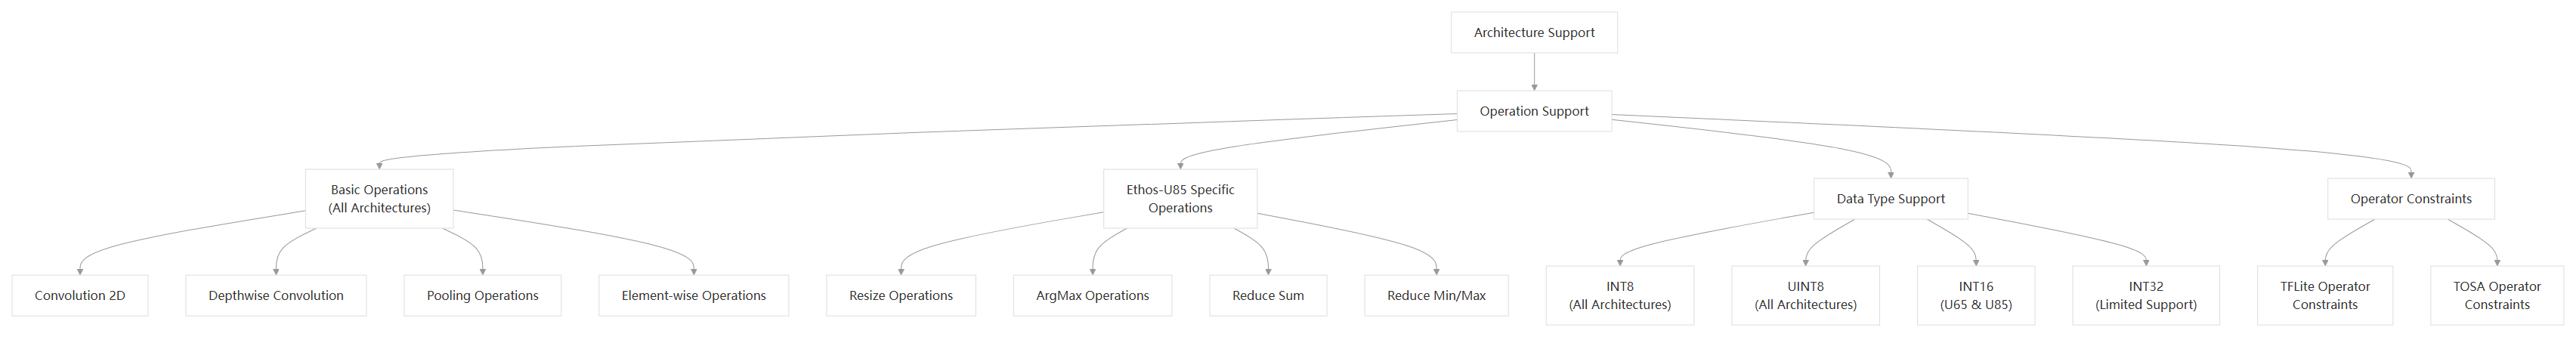 Architecture Support
Operation Support
Basic Operations
(All Architectures)
Ethos-U85 Specific
Operations
Data Type Support
Operator Constraints
Convolution 2D
Depthwise Convolution
Pooling Operations
Element-wise Operations
Resize Operations
ArgMax Operations
Reduce Sum
Reduce Min/Max
INT8
(All Architectures)
UINT8
(All Architectures)
INT16
(U65 & U85)
INT32
(Limited Support)
TFLite Operator
Constraints
TOSA Operator
Constraints